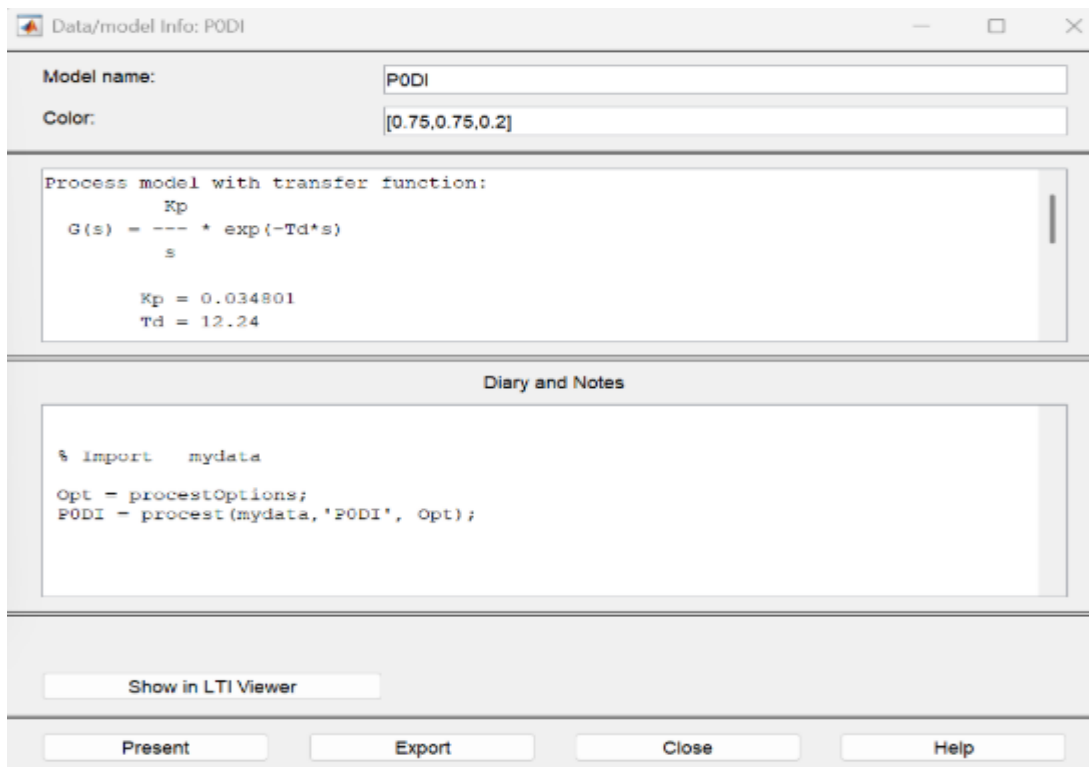 Data/model Info: P0DI
Model name:
P0DI
Color:
[0.75,0.75,0.2]
Process model with transfer function:
Kp
G(s) = --- * exp(-Td*s)
s
Kp = 0.034801
Td = 12.24
Diary and Notes
% Import mydata
Opt = procestOptions;
P0DI = procest(mydata,'P0DI', Opt);
Show in LTI Viewer
Present Export Close Help